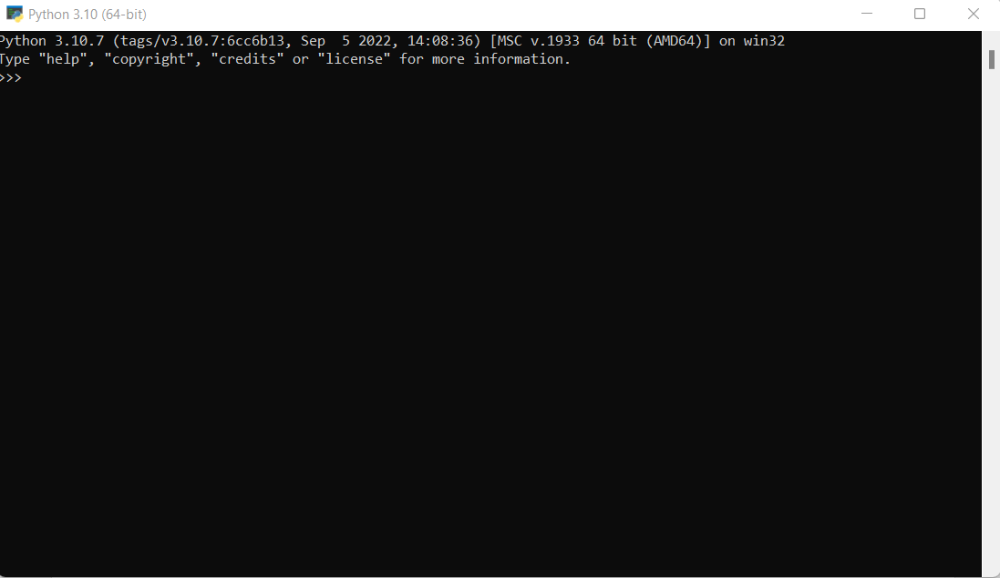 Python 3.10 (64-bit)
Python 3.10.7 (tags/v3.10.7:6cc6b13, Sep  5 2022, 14:08:36) [MSC v.1933 64 bit (AMD64)] on win32
Type "help", "copyright", "credits" or "license" for more information.
>>>